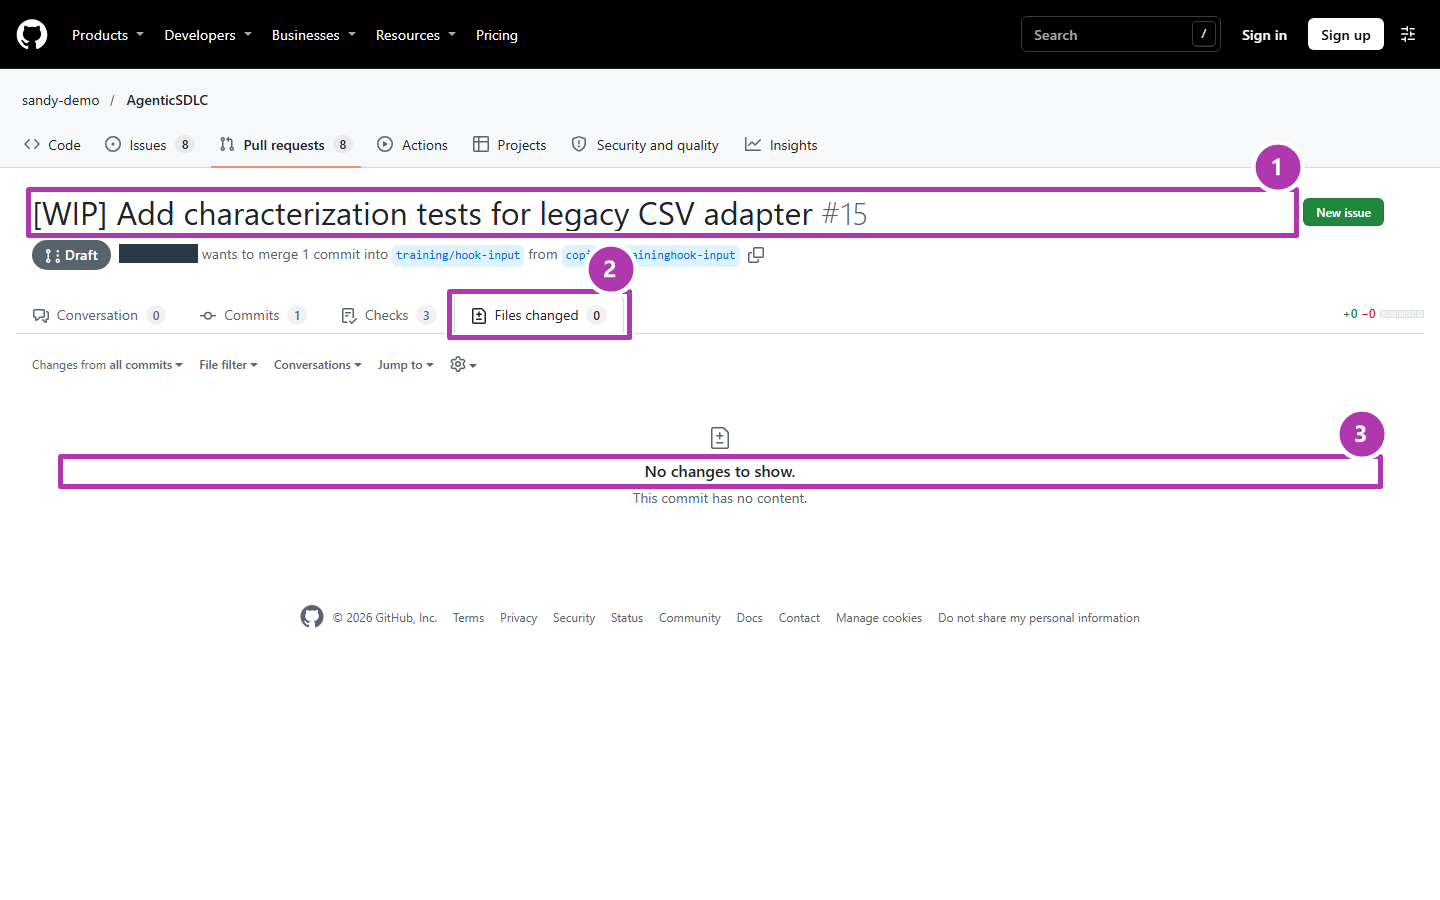 Products Developers Businesses Resources Pricing Search / Sign in Sign up
sandy-demo / AgenticSDLC
Code Issues 8 Pull requests 8 Actions Projects Security and quality Insights
1
[WIP] Add characterization tests for legacy CSV adapter #15 New issue
Draft wants to merge 1 commit into training/hook-input from
2
Conversation 0 Commits 1 Checks 3 Files changed 0 +0 −0
Changes from all commits File filter Conversations Jump to
3
No changes to show.
This commit has no content.
© 2026 GitHub, Inc. Terms Privacy Security Status Community Docs Contact Manage cookies Do not share my personal information